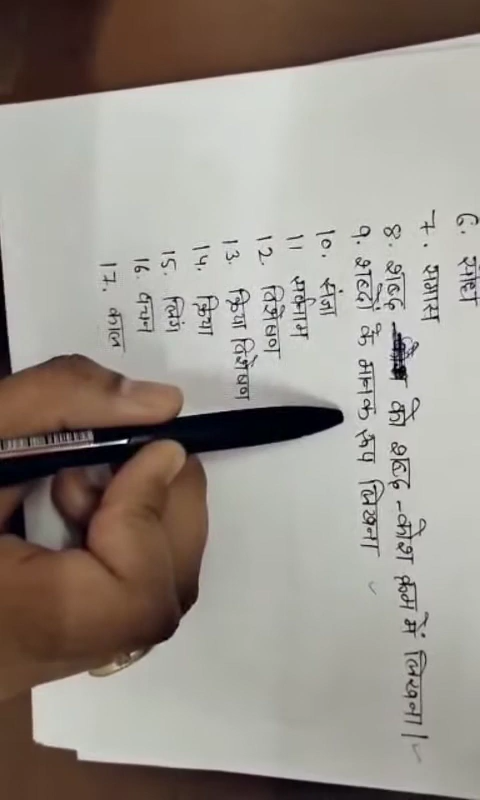 6. संधि
7. समास
8. शब्द को शब्द-कोश क्रम में लिखना।
9. शब्दों के मानक रूप लिखना
10. संज्ञा
11 सर्वनाम
12. विशेषण
13. क्रिया विशेषण
14. क्रिया
15. लिंग
16 वचन
17. काल